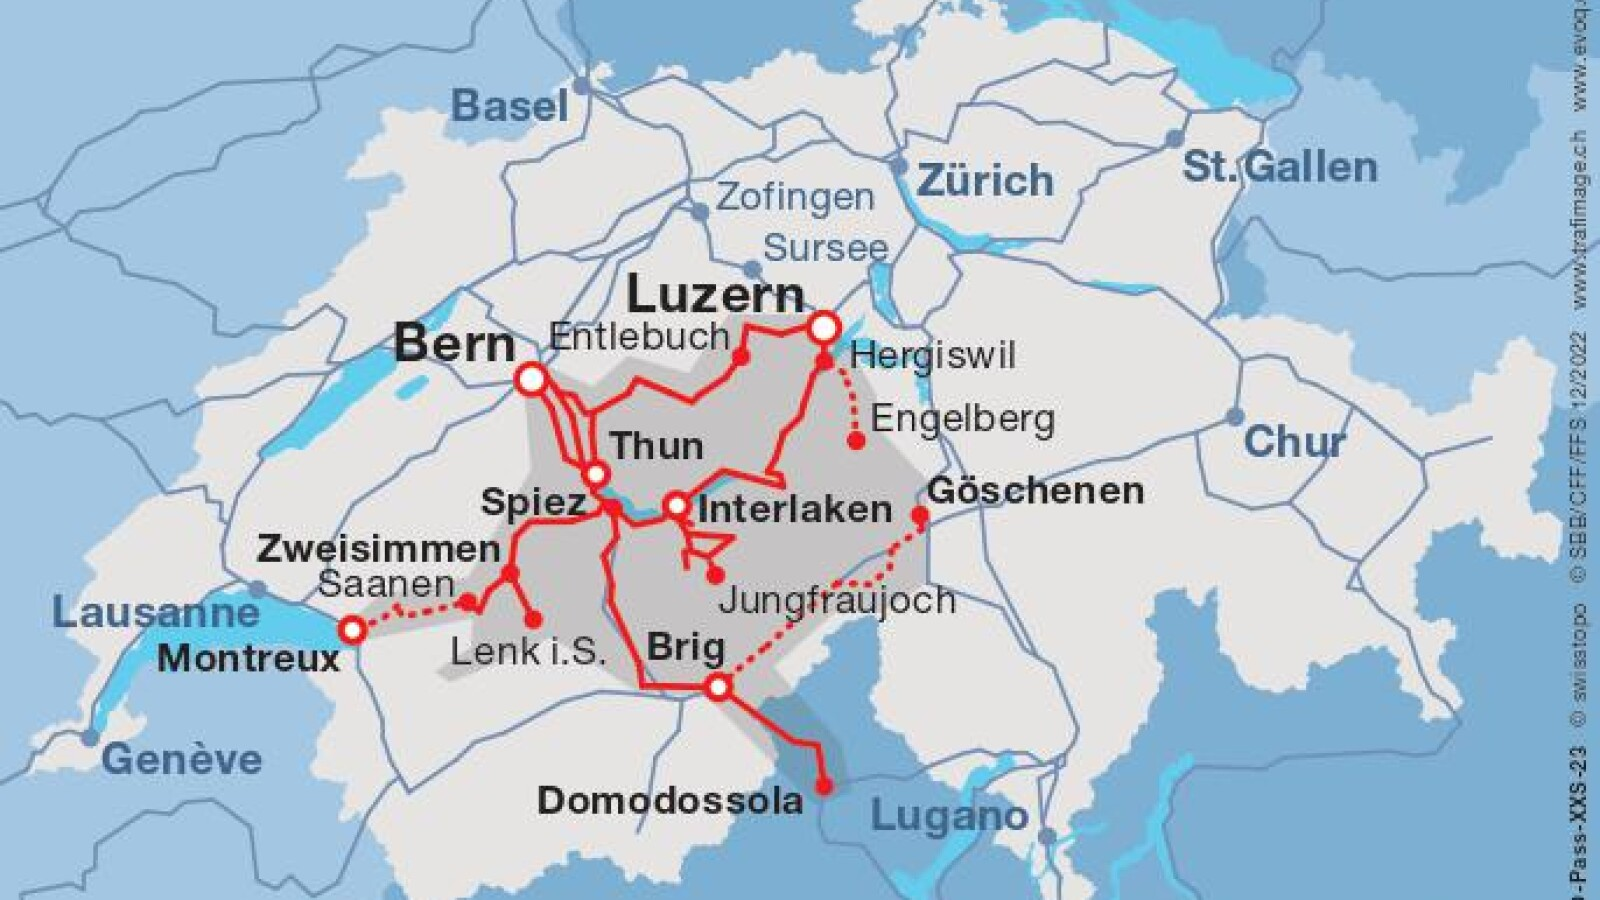 Basel
Zürich
St.Gallen
Zofingen
Sursee
Luzern
Bern
Entlebuch
Hergiswil
Engelberg
Chur
Thun
Spiez
Interlaken
Göschenen
Zweisimmen
Saanen
Jungfraujoch
Lausanne
Montreux
Lenk i.S.
Brig
Genève
Domodossola
Lugano
-Pass-XXS-23 © swisstopo © SBB/CFF/FFS 12/2022 www.trafimage.ch www.evoq.